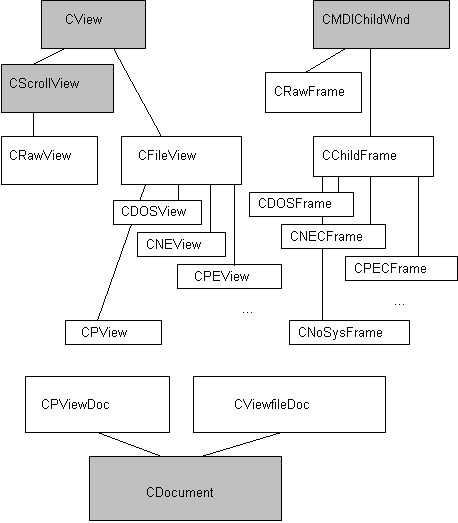 CView
CMDIChildWnd
CScrollView
CRawFrame
CRawView
CFileView
CChildFrame
CDOSView
CDOSFrame
CNEView
CNECFrame
CPEView
CPECFrame
...
...
CPView
CNoSysFrame
CPViewDoc
CViewfileDoc
CDocument